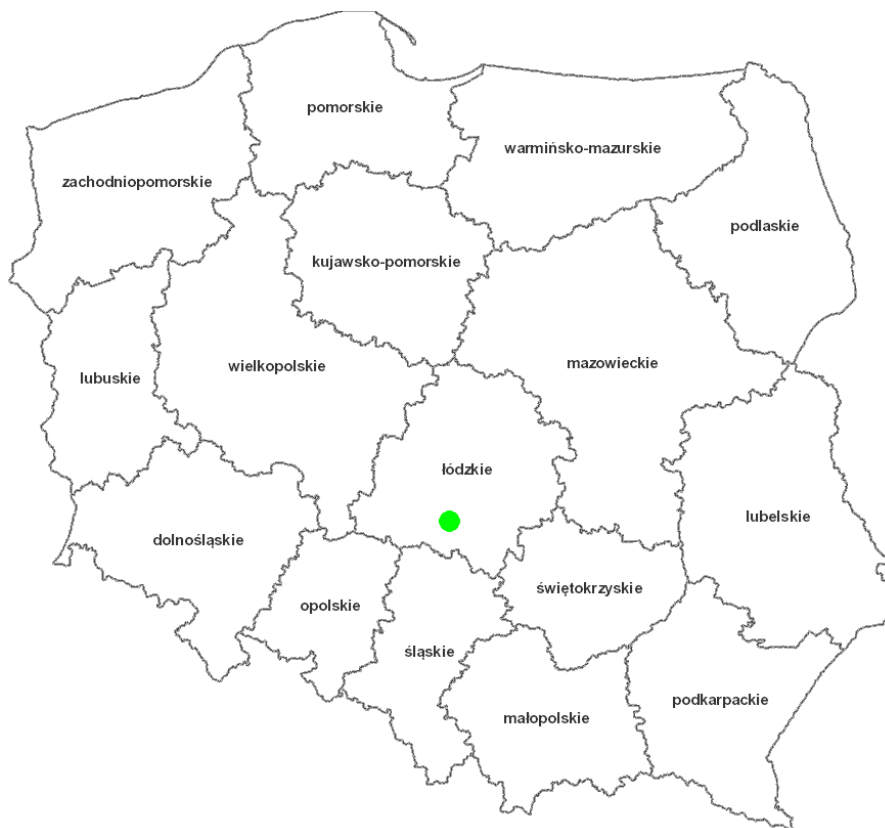 pomorskie
warmińsko-mazurskie
zachodniopomorskie
podlaskie
kujawsko-pomorskie
mazowieckie
wielkopolskie
lubuskie
łódzkie
lubelskie
dolnośląskie
świętokrzyskie
opolskie
śląskie
podkarpackie
małopolskie